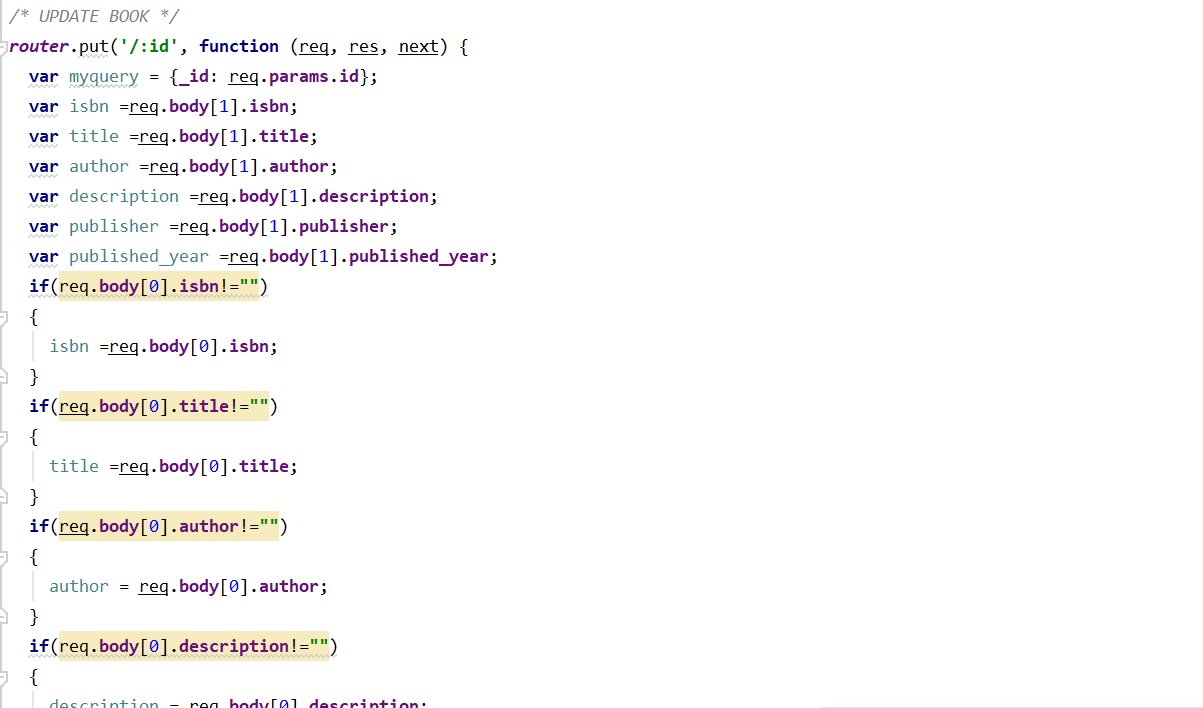 /* UPDATE BOOK */
router.put('/:id', function (req, res, next) {
var myquery = {_id: req.params.id};
var isbn =req.body[1].isbn;
var title =req.body[1].title;
var author =req.body[1].author;
var description =req.body[1].description;
var publisher =req.body[1].publisher;
var published_year =req.body[1].published_year;
if(req.body[0].isbn!="")
{
isbn =req.body[0].isbn;
}
if(req.body[0].title!="")
{
title =req.body[0].title;
}
if(req.body[0].author!="")
{
author = req.body[0].author;
}
if(req.body[0].description!="")
{
description = req.body[0].description;